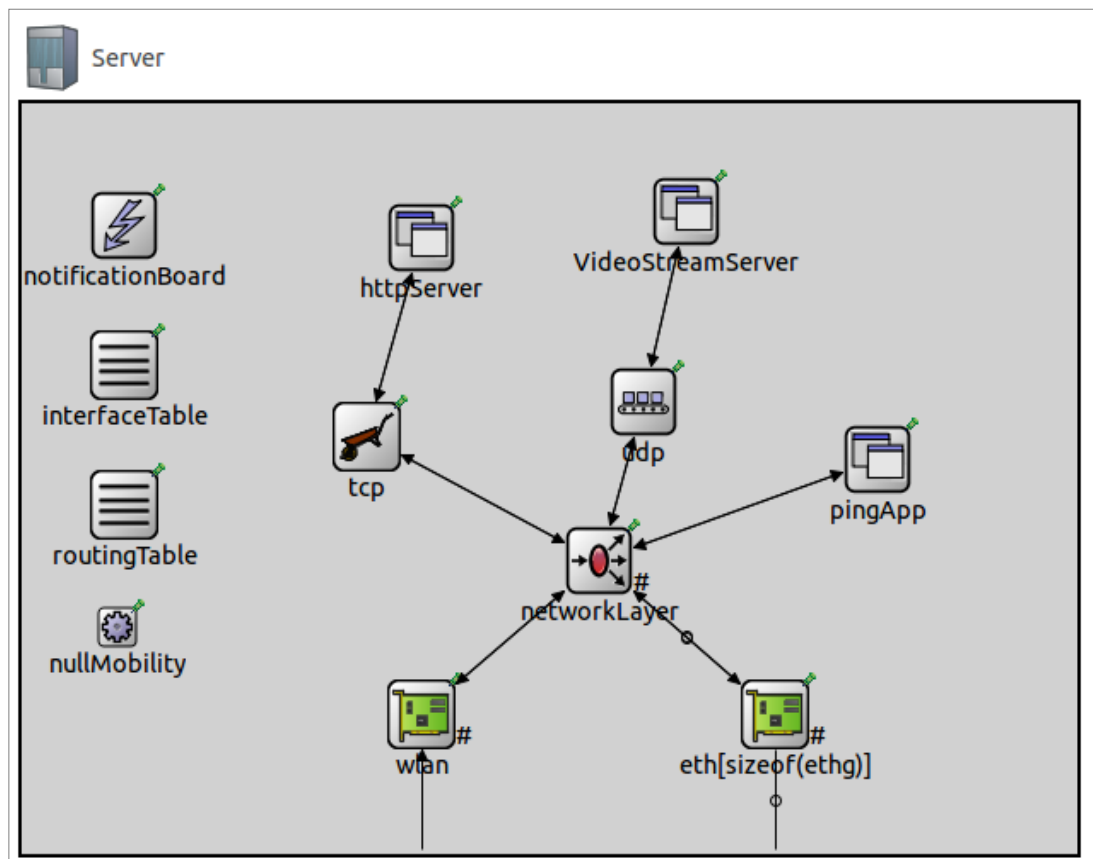 Server
notificationBoard
httpServer
VideoStreamServer
interfaceTable
tcp
udp
pingApp
routingTable
#
networkLayer
nullMobility
#
wlan
#
eth[sizeof(ethg)]